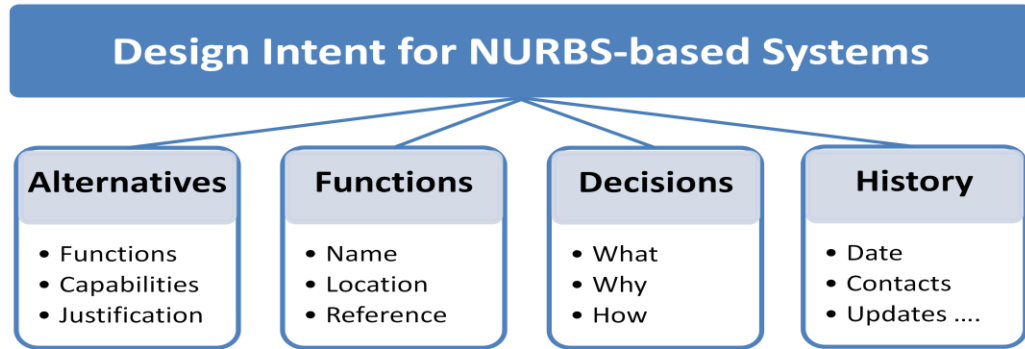 Design Intent for NURBS-based Systems
Alternatives
• Functions
• Capabilities
• Justification
Functions
• Name
• Location
• Reference
Decisions
• What
• Why
• How
History
• Date
• Contacts
• Updates ....